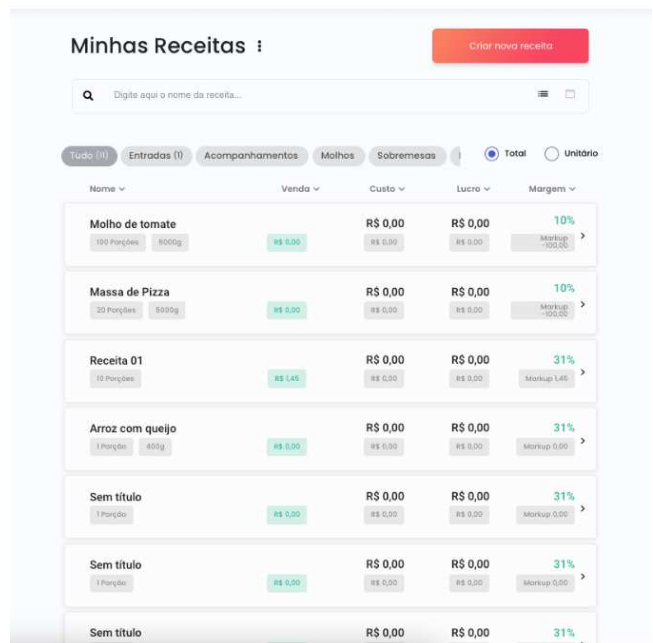 Minhas Receitas
Criar nova receita
Digite aqui o nome da receita...
Tudo (11) Entradas (1) Acompanhamentos Molhos Sobremesas Total Unitário
Nome Venda Custo Lucro Margem
Molho de tomate R$ 0,00 R$ 0,00 10%
190 Porções 5000g R$ 0,00 R$ 0,00 R$ 0,00 Markup -100,00
Massa de Pizza R$ 0,00 R$ 0,00 10%
20 Porções 5000g R$ 0,00 R$ 0,00 R$ 0,00 Markup -100,00
Receita 01 R$ 0,00 R$ 0,00 31%
10 Porções R$ 1,45 R$ 0,00 R$ 0,00 Markup 1,45
Arroz com queijo R$ 0,00 R$ 0,00 31%
1 Porção 400g R$ 0,00 R$ 0,00 R$ 0,00 Markup 0,00
Sem título R$ 0,00 R$ 0,00 31%
1 Porção R$ 0,00 R$ 0,00 R$ 0,00 Markup 0,00
Sem título R$ 0,00 R$ 0,00 31%
1 Porção R$ 0,00 R$ 0,00 R$ 0,00 Markup 0,00
Sem título R$ 0,00 R$ 0,00 31%